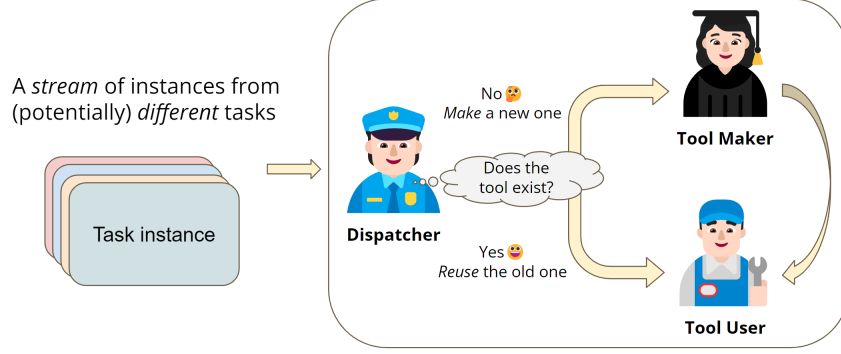 A stream of instances from
(potentially) different tasks
Task instance
Dispatcher
Does the
tool exist?
No
Make a new one
Yes
Reuse the old one
Tool Maker
Tool User